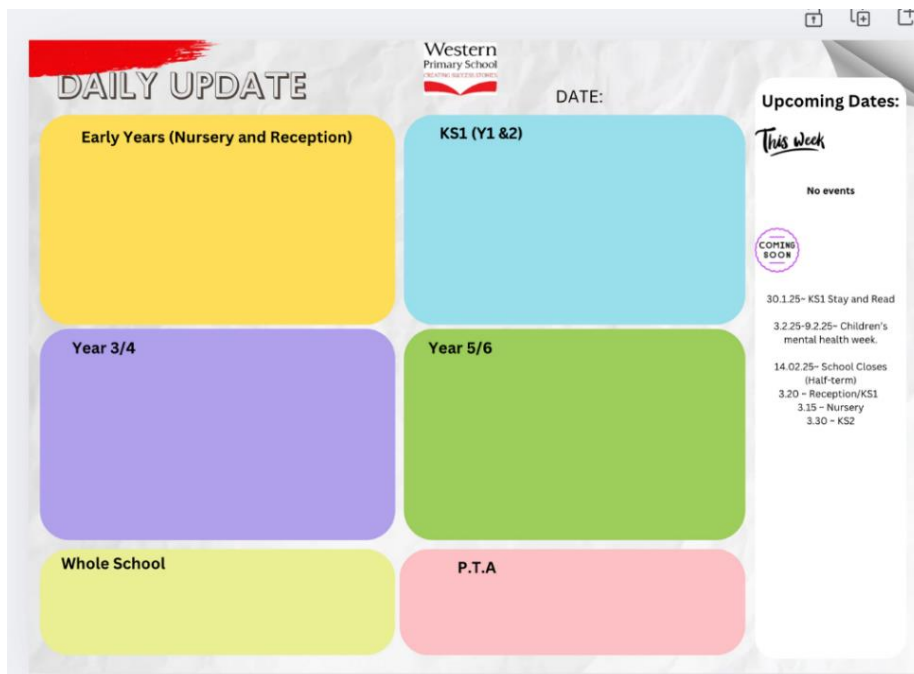 DAILY UPDATE
Western
Primary School
CREATING SUCCESS STORIES
DATE:
Early Years (Nursery and Reception)
KS1 (Y1 &2)
Year 3/4
Year 5/6
Whole School
P.T.A
Upcoming Dates:
This Week
No events
COMING
SOON
30.1.25- KS1 Stay and Read
3.2.25-9.2.25- Children's
mental health week.
14.02.25- School Closes
(Half-term)
3.20 - Reception/KS1
3.15 - Nursery
3.30 - KS2